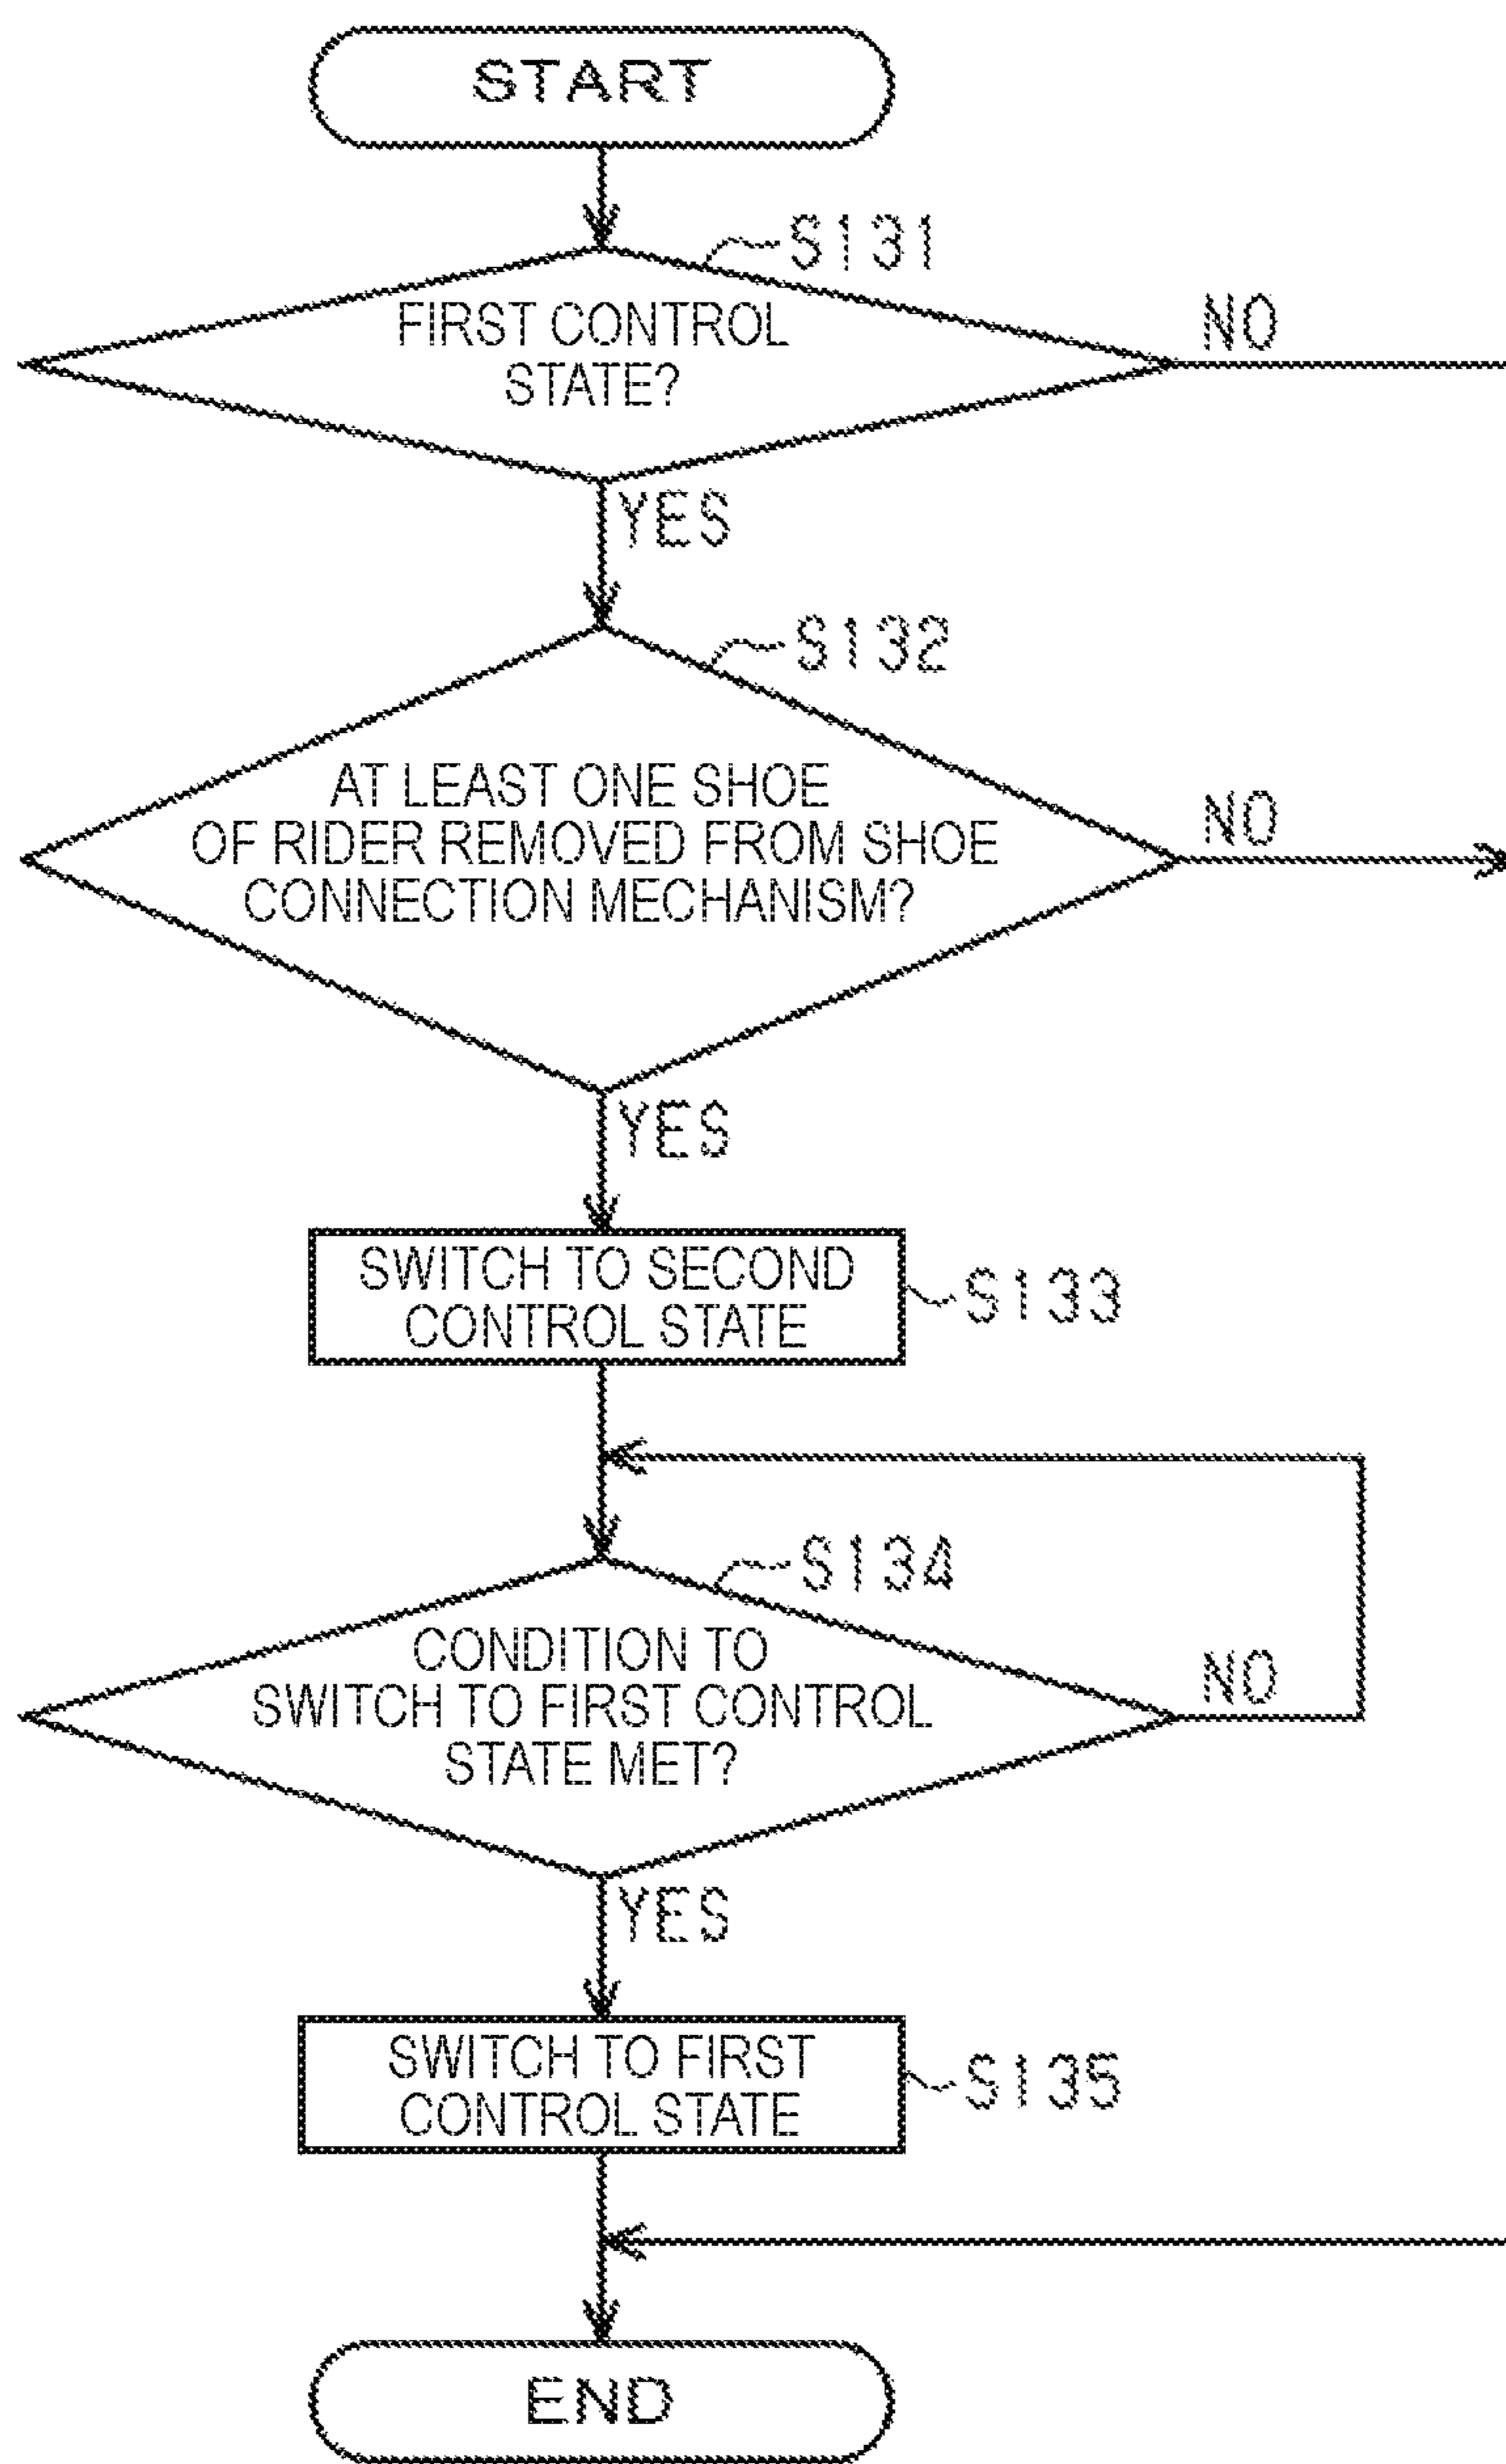 START
S131
FIRST CONTROL
STATE?
NO
YES
S132
AT LEAST ONE SHOE
OF RIDER REMOVED FROM SHOE
CONNECTION MECHANISM?
NO
YES
SWITCH TO SECOND
CONTROL STATE
S133
S134
CONDITION TO
SWITCH TO FIRST CONTROL
STATE MET?
NO
YES
SWITCH TO FIRST
CONTROL STATE
S135
END